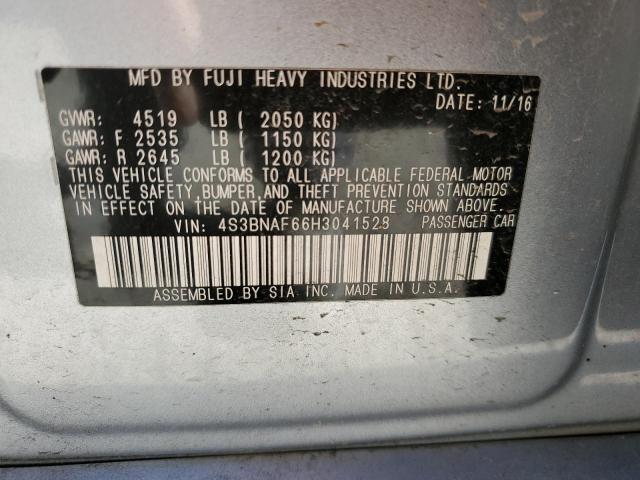 MFD BY FUJI HEAVY INDUSTRIES LTD.
DATE: 11/16
GVWR: 4519 LB ( 2050 KG)
GAWR: F 2535 LB ( 1150 KG)
GAWR: R 2645 LB ( 1200 KG)
THIS VEHICLE CONFORMS TO ALL APPLICABLE FEDERAL MOTOR
VEHICLE SAFETY, BUMPER, AND THEFT PREVENTION STANDARDS
IN EFFECT ON THE DATE OF MANUFACTURE SHOWN ABOVE.
VIN: 4S3BNAF66H3041528 PASSENGER CAR
ASSEMBLED BY SIA INC. MADE IN U.S.A.